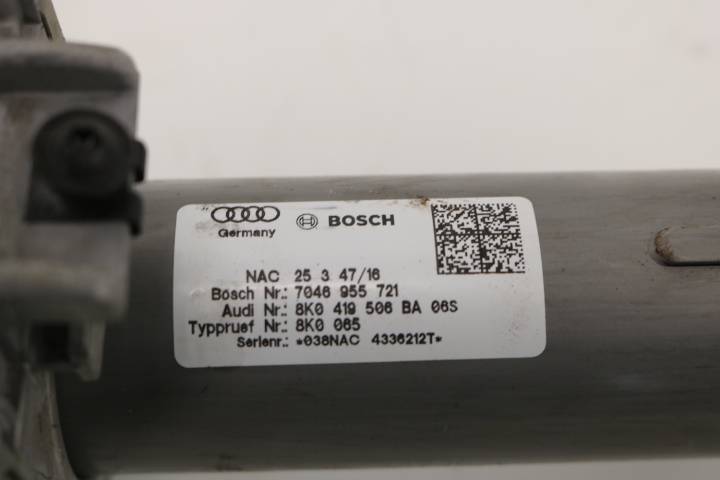 Germany
BOSCH
NAC 25 3 47/16
Bosch Nr.: 7046 955 721
Audi Nr.: 8K0 419 506 BA 06S
Typpruef Nr.: 8K0 065
Serienr.: *038NAC 4336212T*